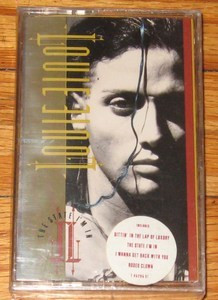 LOUIE LOUIE
THE STATE I'M IN
INCLUDES
SITTIN' IN THE LAP OF LUXURY
THE STATE I'M IN
I WANNA GET BACK WITH YOU
RODEO CLOWN